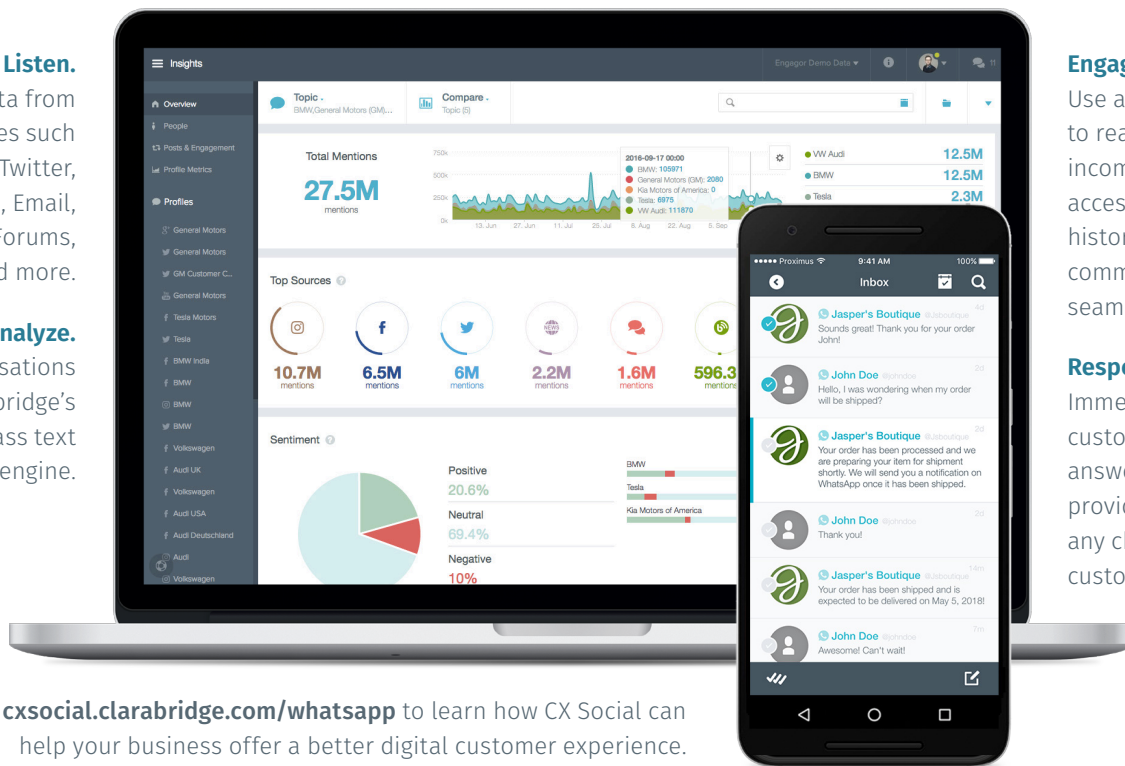 Listen.
ta from
es such
Twitter,
, Email,
Forums,
d more.
nalyze.
sations
bridge's
ass text
engine.
Insights
Engagor Demo Data
Overview
People
Posts & Engagement
Profile Metrics
Profiles
General Motors
General Motors
GM Customer C...
General Motors
Tesla Motors
Tesla
BMW India
BMW
BMW
BMW
Volkswagen
Audi UK
Volkswagen
Audi USA
Audi Deutschland
Audi
Volkswagen
Topic
BMW,General Motors (GM)...
Compare
Topic (5)
Total Mentions
27.5M
mentions
750k
500k
250k
0k
13. Jun 27. Jun 11. Jul 25. Jul 8. Aug 22. Aug 5. Sep
2016-09-17 00:00
BMW: 105971
General Motors (GM): 2080
Kia Motors of America: 0
Tesla: 6975
VW Audi: 111870
VW Audi 12.5M
BMW 12.5M
Tesla 2.3M
Top Sources
NEWS
10.7M 6.5M 6M 2.2M 1.6M 596.3
mentions mentions mentions mentions mentions mentions
Sentiment
Positive
20.6%
Neutral
69.4%
Negative
10%
BMW
Tesla
Kia Motors of America
Proximus 9:41 AM 100%
Inbox
Jasper's Boutique @Jsboutique 4d
Sounds great! Thank you for your order
John!
John Doe @johndoe 2d
Hello, I was wondering when my order
will be shipped?
Jasper's Boutique @Jsboutique 2d
Your order has been processed and we
are preparing your item for shipment
shortly. We will send you a notification on
WhatsApp once it has been shipped.
John Doe @johndoe 2d
Thank you!
Jasper's Boutique @Jsboutique 14m
Your order has been shipped and is
expected to be delivered on May 5, 2018!
John Doe @johndoe 7m
Awesome! Can't wait!
Engag
Use a
to rea
incom
acces
histor
comm
seam
Respo
Imme
custo
answe
provid
any cl
custo
cxsocial.clarabridge.com/whatsapp to learn how CX Social can
help your business offer a better digital customer experience.